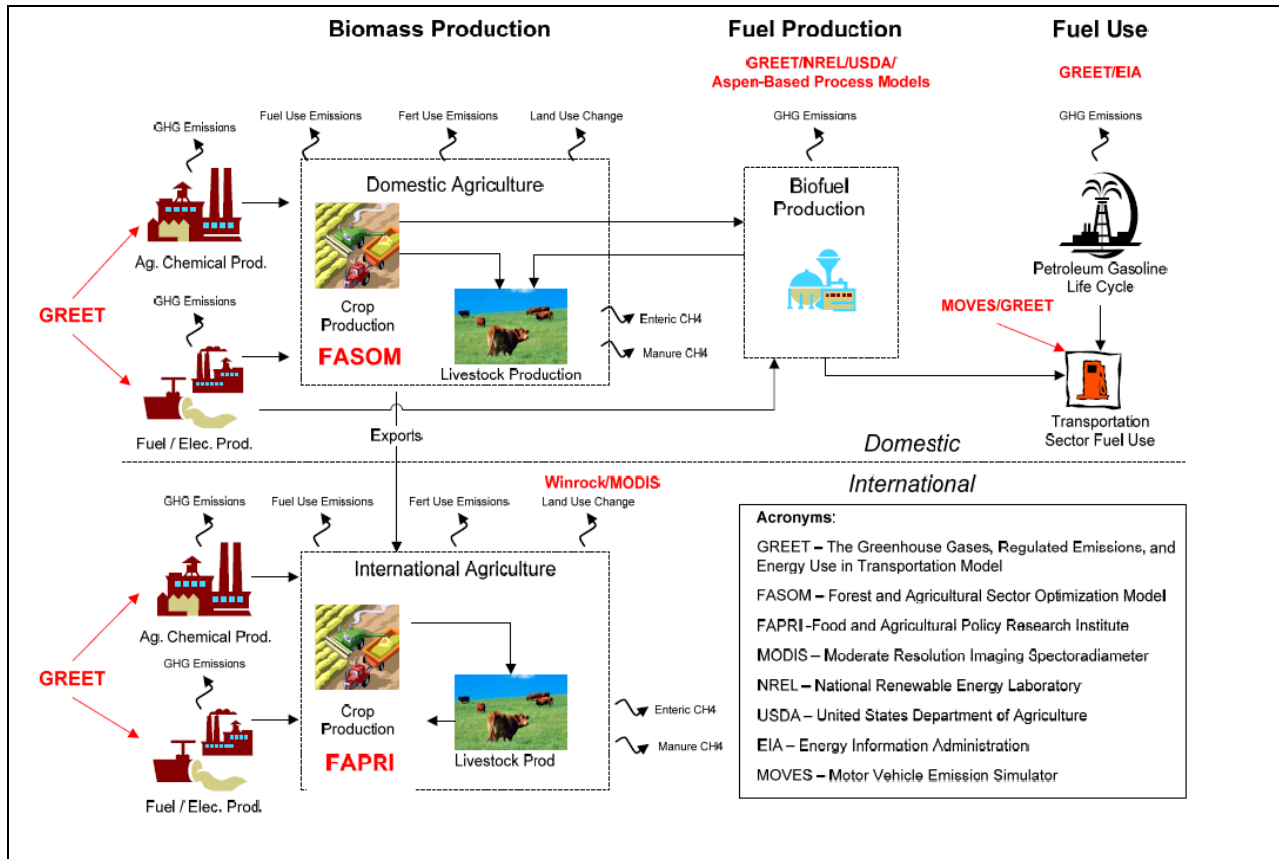 Biomass Production
Fuel Production
Fuel Use
GREET/NREL/USDA/
Aspen-Based Process Models
GREET/EIA
GHG Emissions
Fuel Use Emissions
Fert Use Emissions
Land Use Change
GHG Emissions
GHG Emissions
Domestic Agriculture
Biofuel
Production
Ag. Chemical Prod.
Petroleum Gasoline
Life Cycle
GREET
GHG Emissions
Crop
Production
FASOM
Livestock Production
Enteric CH4
Manure CH4
MOVES/GREET
Fuel / Elec. Prod.
Exports
Transportation
Sector Fuel Use
Domestic
International
Winrock/MODIS
GHG Emissions
Fuel Use Emissions
Fert Use Emissions
Land Use Change
International Agriculture
Ag. Chemical Prod.
GREET
GHG Emissions
Crop
Production
FAPRI
Livestock Prod
Enteric CH4
Manure CH4
Fuel / Elec. Prod.
Acronyms:
GREET – The Greenhouse Gases, Regulated Emissions, and
Energy Use in Transportation Model
FASOM – Forest and Agricultural Sector Optimization Model
FAPRI -Food and Agricultural Policy Research Institute
MODIS – Moderate Resolution Imaging Spectoradiameter
NREL – National Renewable Energy Laboratory
USDA – United States Department of Agriculture
EIA – Energy Information Administration
MOVES – Motor Vehicle Emission Simulator